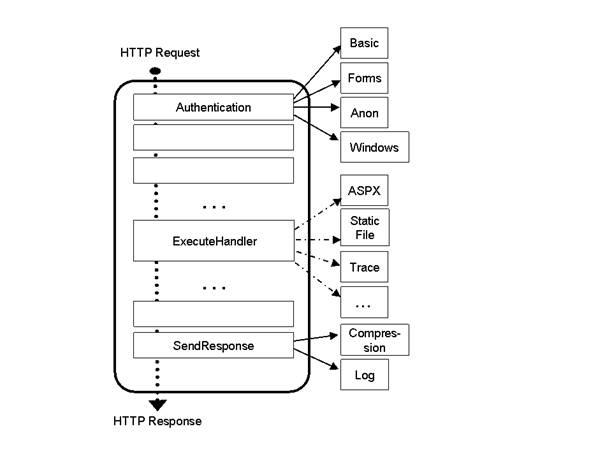 HTTP Request
Basic
Forms
Authentication
Anon
Windows
ASPX
...
Static
File
ExecuteHandler
Trace
...
...
Compres-
sion
SendResponse
Log
HTTP Response